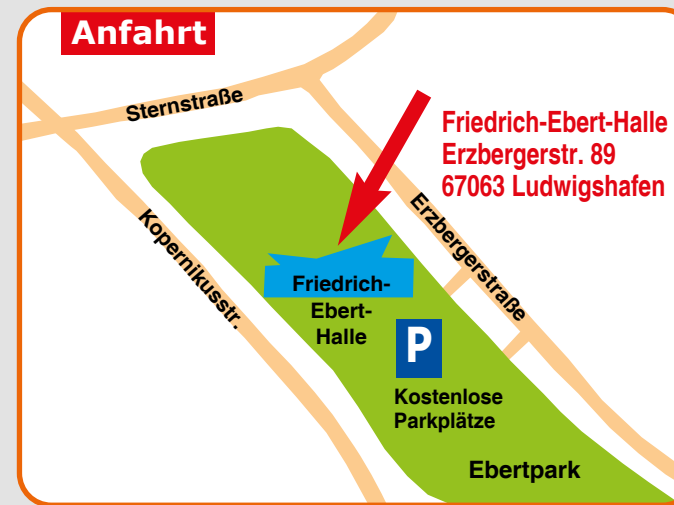 Anfahrt
Sternstraße
Friedrich-Ebert-Halle
Erzbergerstr. 89
67063 Ludwigshafen
Kopernikusstr.
Erzbergerstraße
Friedrich-
Ebert-
Halle
P
Kostenlose
Parkplätze
Ebertpark